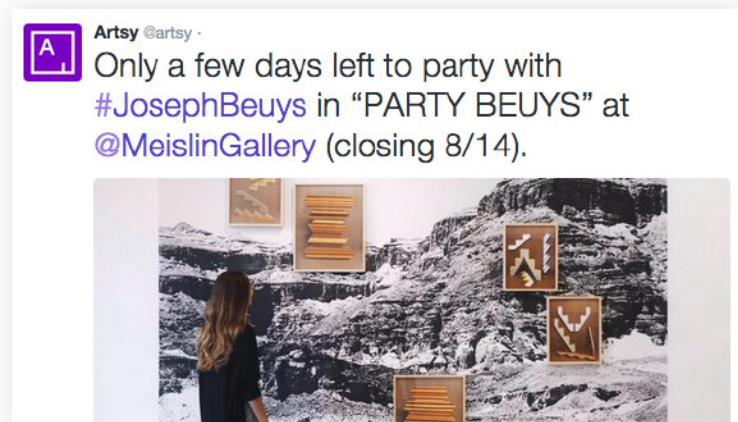 A
Artsy @artsy ·
Only a few days left to party with
#JosephBeuys in “PARTY BEUYS” at
@MeislinGallery (closing 8/14).